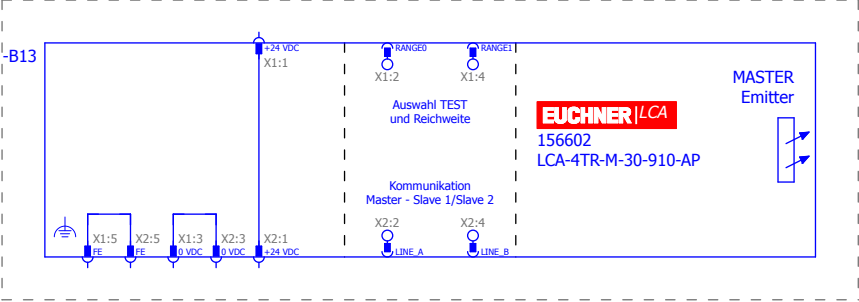 -B13
+24 VDC
X1:1
RANGE0
X1:2
RANGE1
X1:4
Auswahl TEST
und Reichweite
EUCHNER LCA
156602
LCA-4TR-M-30-910-AP
MASTER
Emitter
Kommunikation
Master - Slave 1/Slave 2
X2:2
LINE_A
X2:4
LINE_B
X1:5
FE
X2:5
FE
X1:3
0 VDC
X2:3
0 VDC
X2:1
+24 VDC